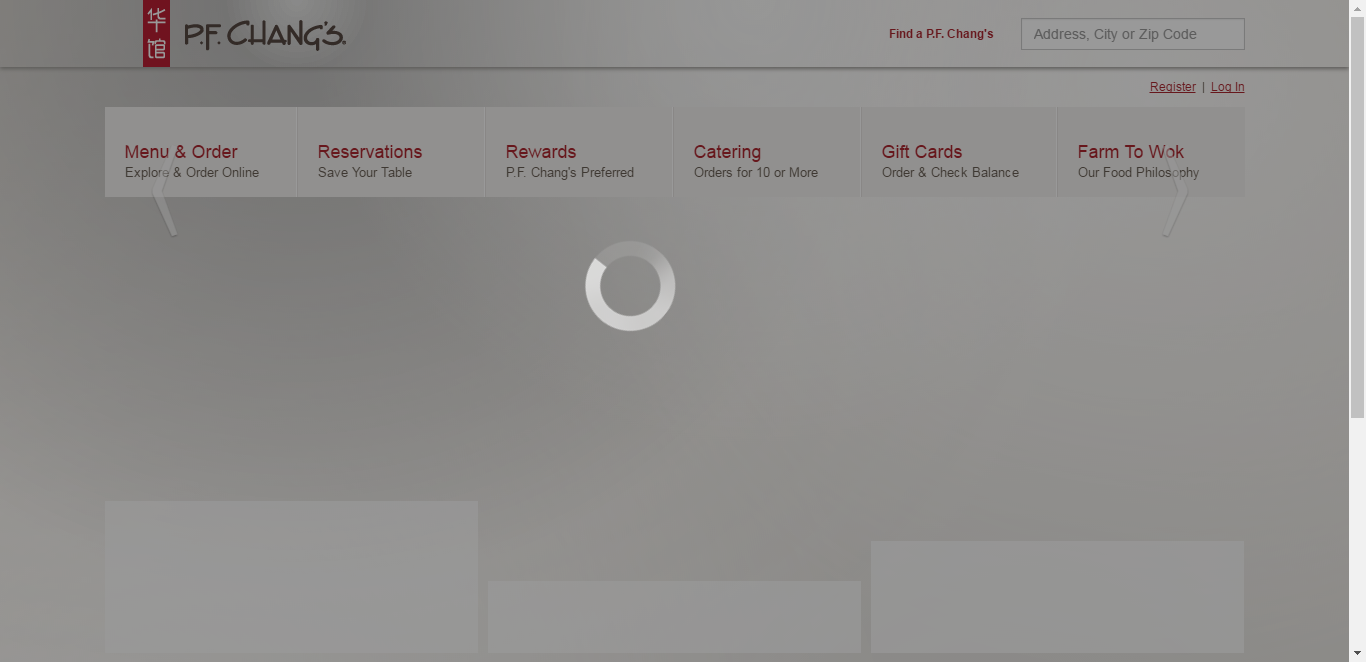 华馆
P.F. CHANG'S.
Find a P.F. Chang's
Address, City or Zip Code
Register | Log In
Menu & Order
Explore & Order Online
Reservations
Save Your Table
Rewards
P.F. Chang's Preferred
Catering
Orders for 10 or More
Gift Cards
Order & Check Balance
Farm To Wok
Our Food Philosophy